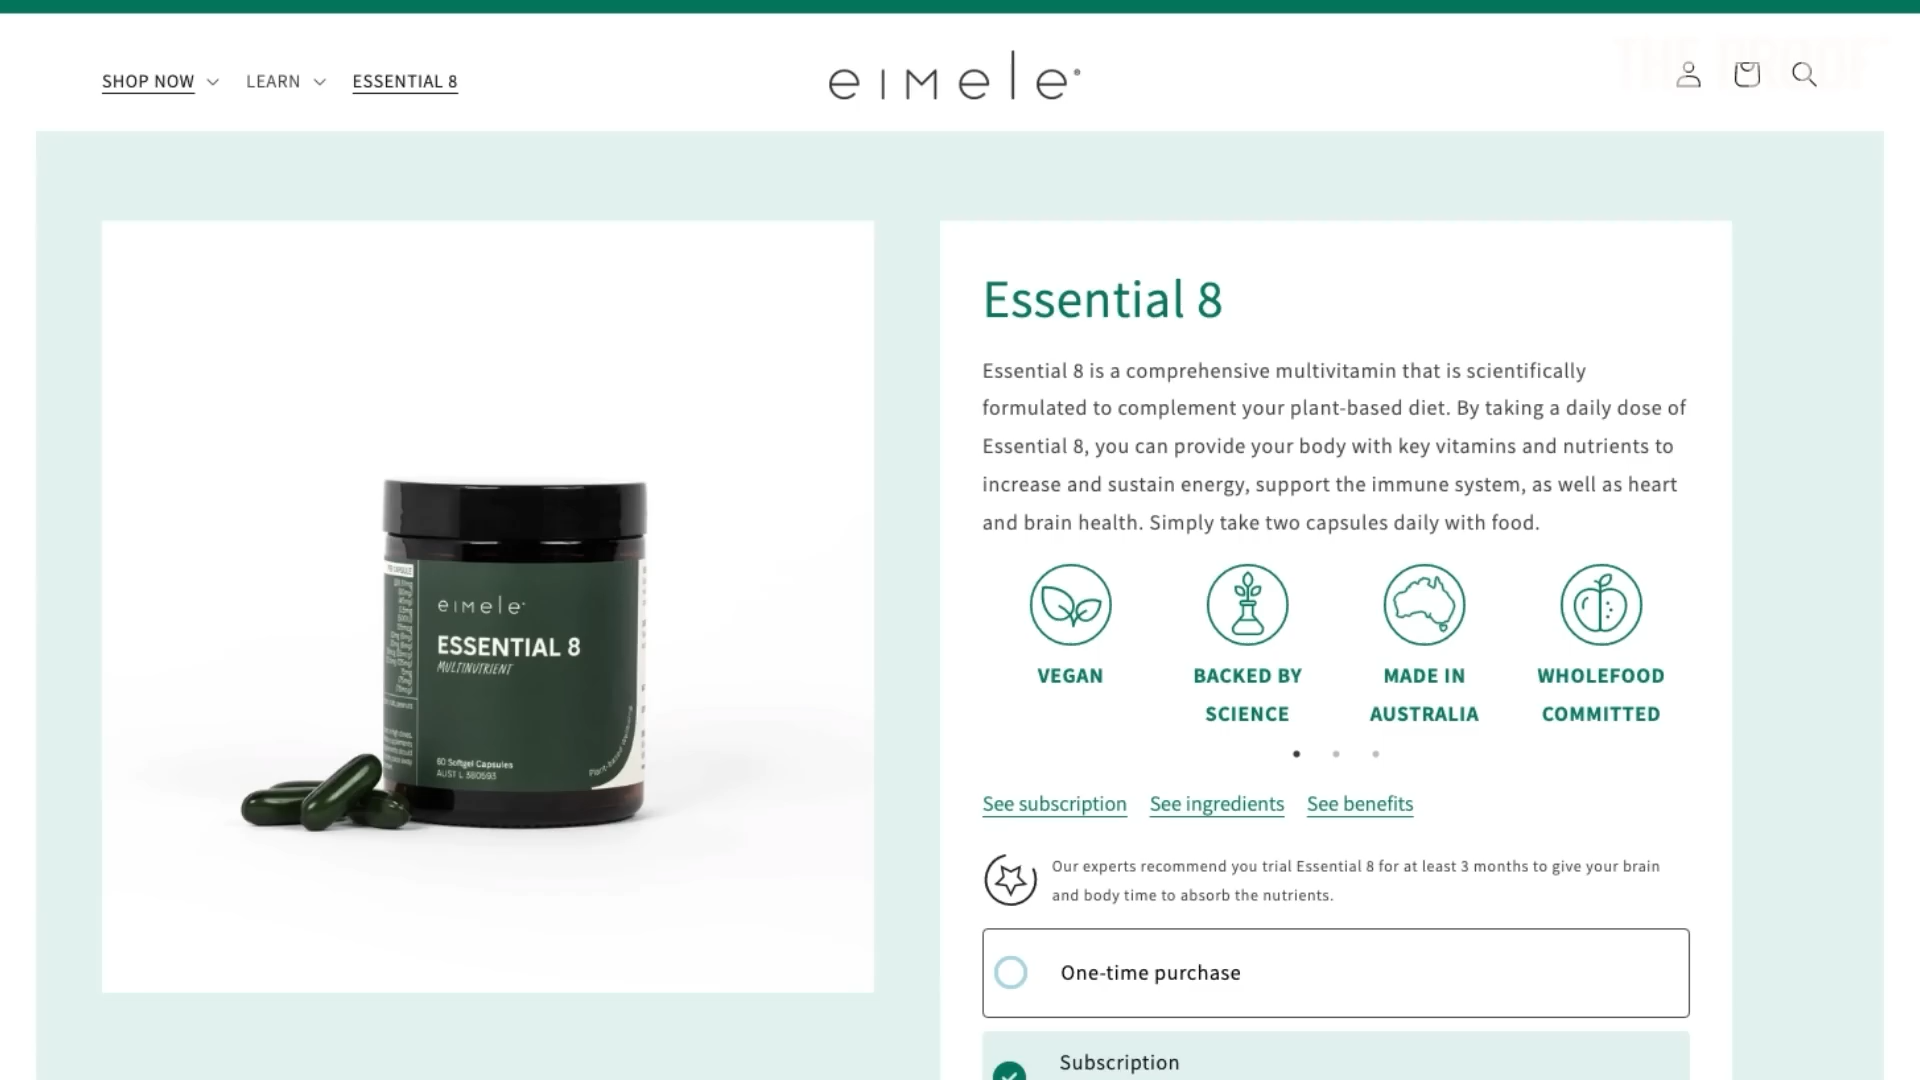 SHOP NOW
LEARN
ESSENTIAL 8
eımele
THE PROOF
Essential 8
Essential 8 is a comprehensive multivitamin that is scientifically
formulated to complement your plant-based diet. By taking a daily dose of
Essential 8, you can provide your body with key vitamins and nutrients to
increase and sustain energy, support the immune system, as well as heart
and brain health. Simply take two capsules daily with food.
VEGAN
BACKED BY
SCIENCE
MADE IN
AUSTRALIA
WHOLEFOOD
COMMITTED
See subscription
See ingredients
See benefits
Our experts recommend you trial Essential 8 for at least 3 months to give your brain
and body time to absorb the nutrients.
One-time purchase
Subscription
eımele
ESSENTIAL 8
MULTINUTRIENT
60 Softgel Capsules
AUST L 380593